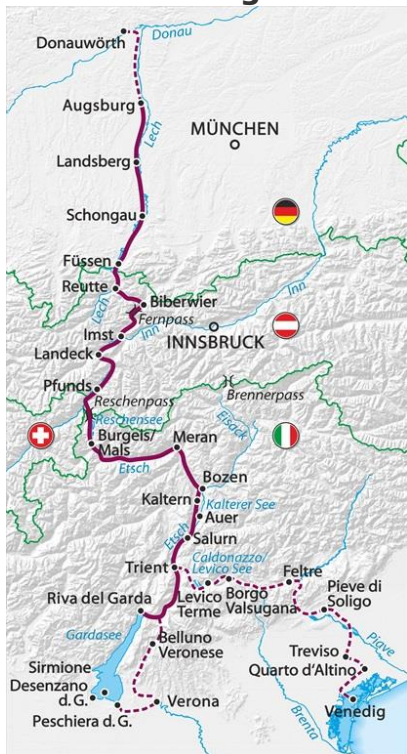 Donauwörth
Donau
Augsburg
Lech
MÜNCHEN
Landsberg
Schongau
Füssen
Reutte
Lech
Biberwier
Fernpass
Inn
Imst
Inn
INNSBRUCK
Landeck
Pfunds
Reschenpass
Brennerpass
Reschensee
Burgeis/
Mals
Meran
Eisack
Etsch
Bozen
Kaltern
Kalterer See
Auer
Etsch
Salurn
Caldonazzo/
Levico See
Trient
Feltre
Levico
Terme
Borgo
Valsugana
Pieve di
Soligo
Riva del Garda
Gardasee
Belluno
Veronese
Piave
Treviso
Sirmione
Quarto d'Altino
Desenzano
d. G.
Verona
Peschiera d. G.
Brenta
Venedig